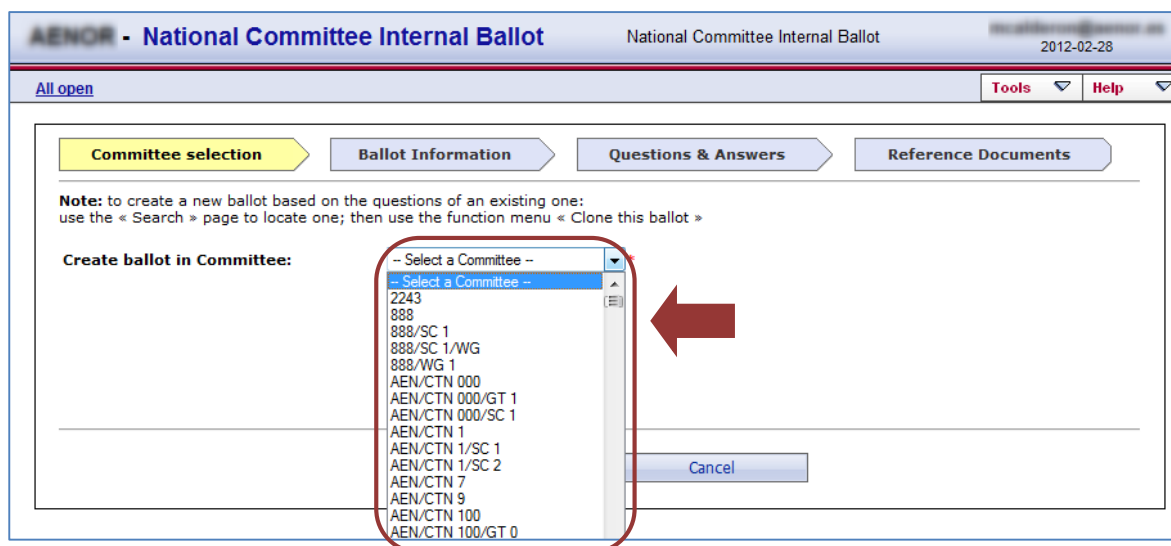 AENOR - National Committee Internal Ballot
National Committee Internal Ballot
2012-02-28
All open
Tools
Help
Committee selection
Ballot Information
Questions & Answers
Reference Documents
Note: to create a new ballot based on the questions of an existing one:
use the « Search » page to locate one; then use the function menu « Clone this ballot »
Create ballot in Committee:
-- Select a Committee --
*
-- Select a Committee --
2243
888
888/SC 1
888/SC 1/WG
888/WG 1
AEN/CTN 000
AEN/CTN 000/GT 1
AEN/CTN 000/SC 1
AEN/CTN 1
AEN/CTN 1/SC 1
AEN/CTN 1/SC 2
AEN/CTN 7
AEN/CTN 9
AEN/CTN 100
AEN/CTN 100/GT 0
Cancel